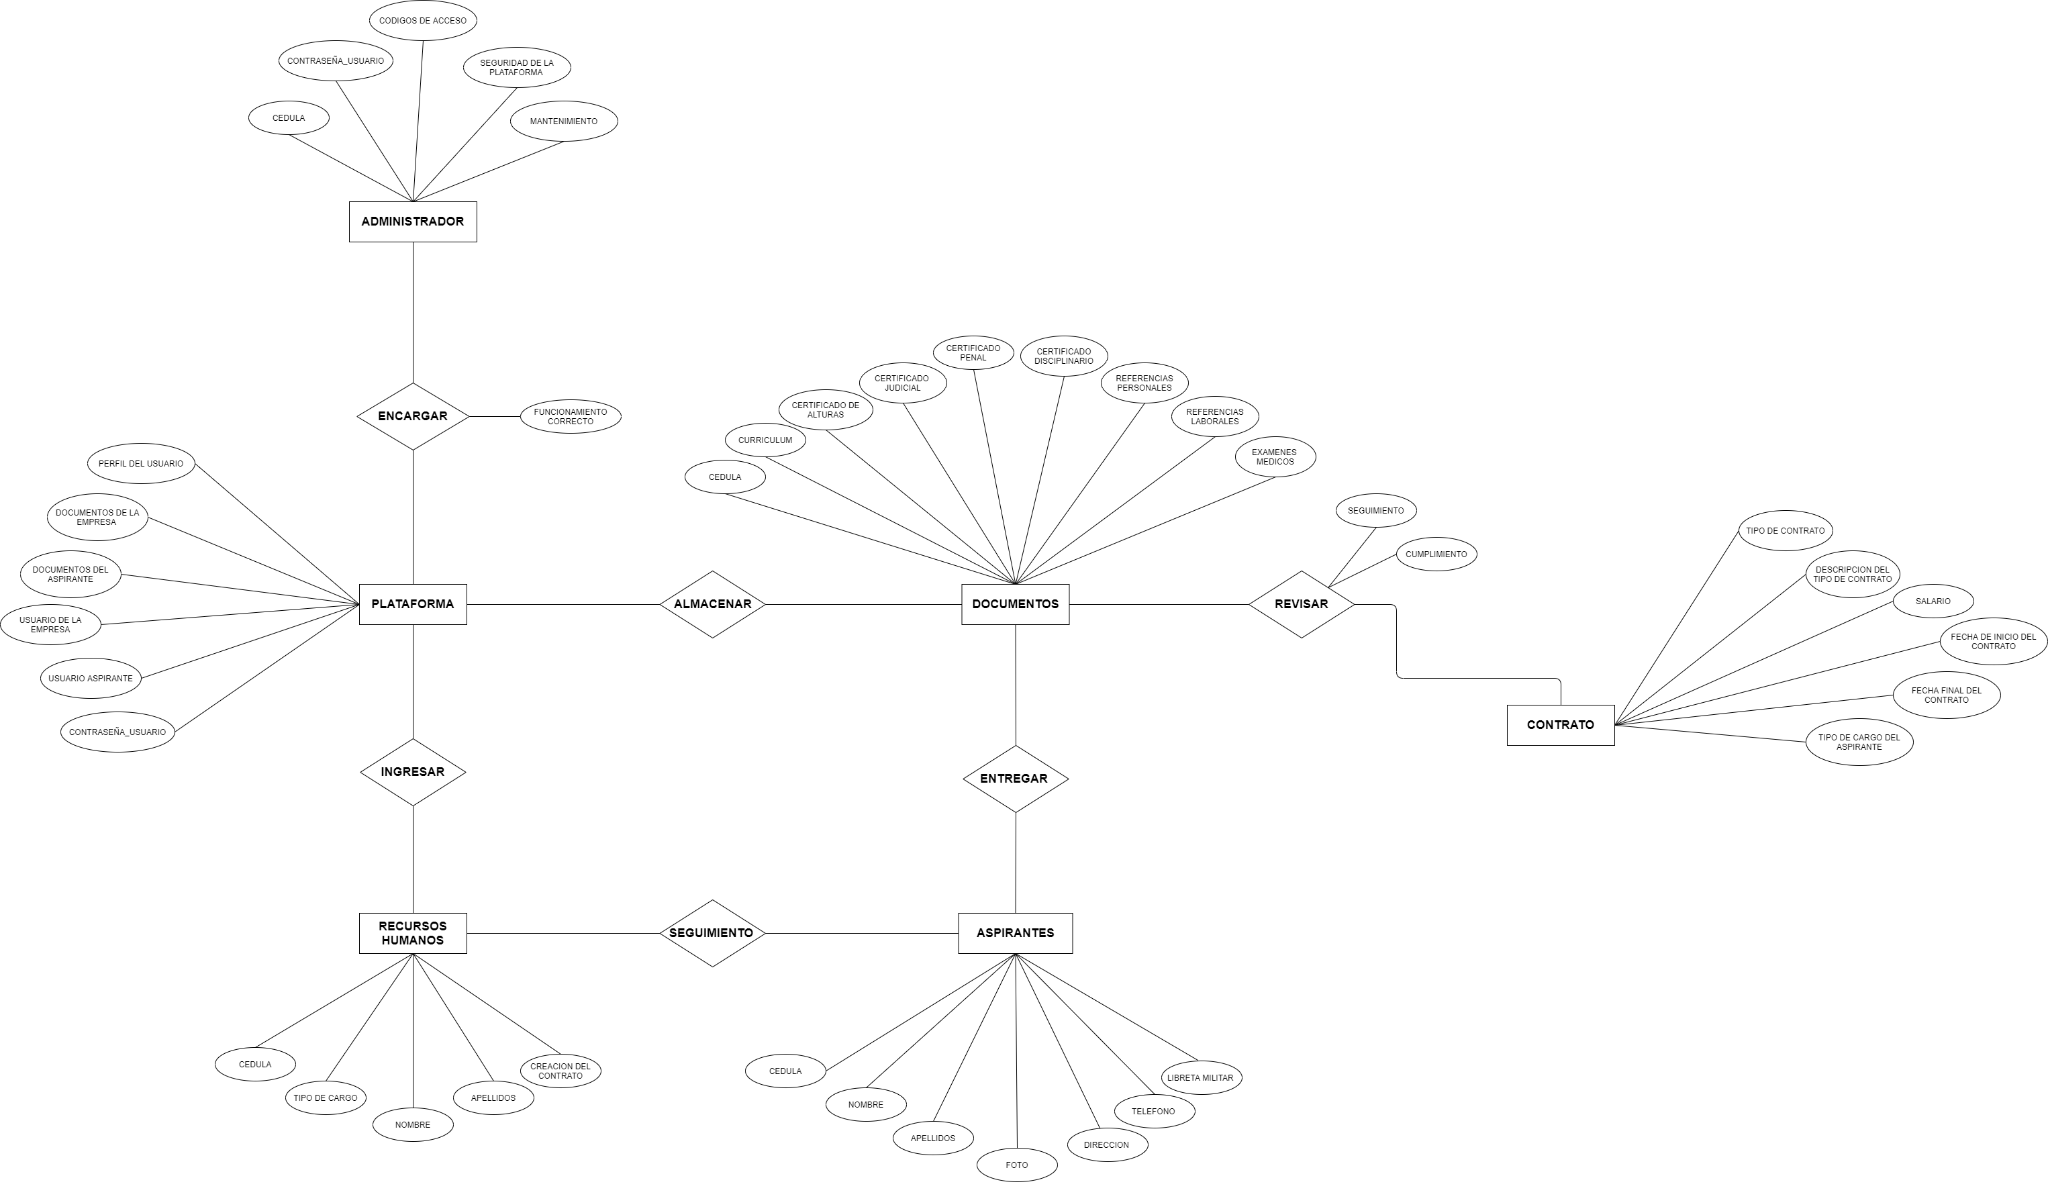 CODIGOS DE ACCESO
CONTRASEÑA_USUARIO
SEGURIDAD DE LA
PLATAFORMA
CEDULA
MANTENIMIENTO
ADMINISTRADOR
ENCARGAR
FUNCIONAMIENTO
CORRECTO
PERFIL DEL USUARIO
DOCUMENTOS DE LA
EMPRESA
DOCUMENTOS DEL
ASPIRANTE
USUARIO DE LA
EMPRESA
USUARIO ASPIRANTE
CONTRASEÑA_USUARIO
PLATAFORMA
ALMACENAR
CEDULA
CURRICULUM
CERTIFICADO DE
ALTURAS
CERTIFICADO
JUDICIAL
CERTIFICADO
PENAL
CERTIFICADO
DISCIPLINARIO
REFERENCIAS
PERSONALES
REFERENCIAS
LABORALES
EXAMENES
MEDICOS
DOCUMENTOS
REVISAR
SEGUIMIENTO
CUMPLIMIENTO
TIPO DE CONTRATO
DESCRIPCION DEL
TIPO DE CONTRATO
SALARIO
FECHA DE INICIO DEL
CONTRATO
FECHA FINAL DEL
CONTRATO
TIPO DE CARGO DEL
ASPIRANTE
CONTRATO
INGRESAR
ENTREGAR
RECURSOS
HUMANOS
SEGUIMIENTO
ASPIRANTES
CEDULA
TIPO DE CARGO
NOMBRE
APELLIDOS
CREACION DEL
CONTRATO
CEDULA
NOMBRE
APELLIDOS
FOTO
DIRECCION
TELEFONO
LIBRETA MILITAR